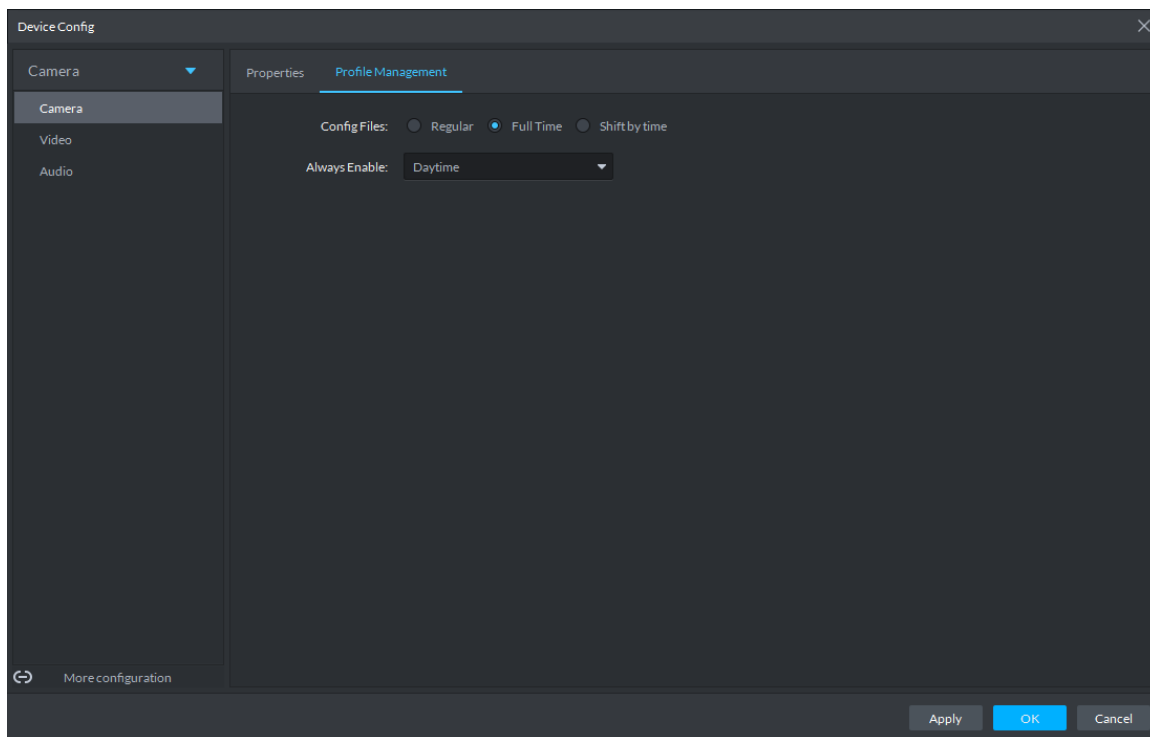 Device Config
Camera
Camera
Video
Audio
More configuration
Properties Profile Management
Config Files: Regular Full Time Shift by time
Always Enable: Daytime
Apply OK Cancel